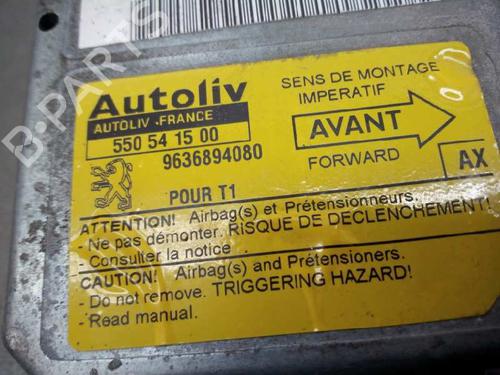 B-PARTS
Autoliv
AUTOLIV .FRANCE
550 54 15 00
9636894080
SENS DE MONTAGE
IMPERATIF
AVANT
FORWARD
AX
POUR T1
ATTENTION! Airbag(s) et Prétensionneurs.
- Ne pas démonter. RISQUE DE DECLENCHEMENT!
- Consulter la notice
CAUTION! Airbag(s) and Pretensioners.
- Do not remove. TRIGGERING HAZARD!
- Read manual.